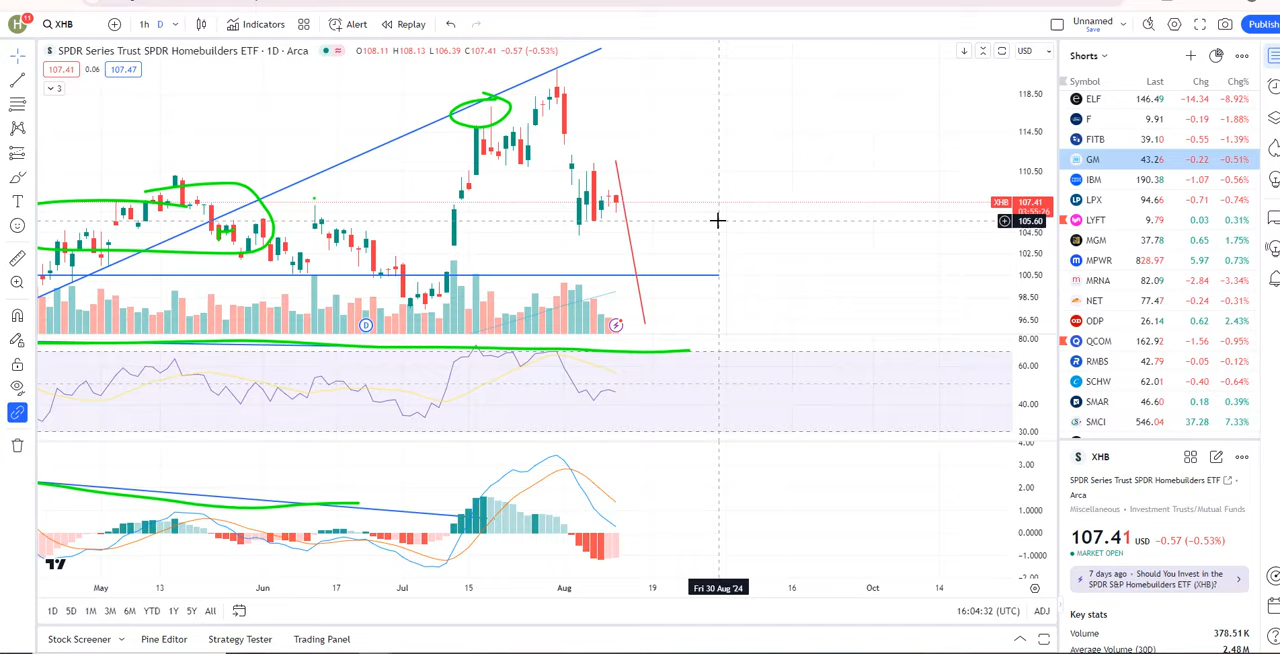 H 11 XHB 1h D Indicators Alert Replay Unnamed Save Publish
SPDR Series Trust SPDR Homebuilders ETF · 1D · Arca O108.11 H108.13 L106.39 C107.41 −0.57 (−0.53%) USD
107.41 0.06 107.47
3
118.50
114.50
110.50
XHB 107.41
03:55:26
105.60
104.50
102.50
100.50
98.50
96.50
D
80.00
60.00
40.00
30.00
4.00
3.00
2.00
1.0000
0.0000
−1.0000
−2.00
May 13 Jun 17 Jul 15 Aug 19 Fri 30 Aug '24 16 Oct 14
1D 5D 1M 3M 6M YTD 1Y 5Y All 16:04:32 (UTC) ADJ
Stock Screener Pine Editor Strategy Tester Trading Panel
Shorts
Symbol Last Chg Chg%
ELF 146.49 −14.34 −8.92%
F 9.91 −0.19 −1.88%
FITB 39.10 −0.55 −1.39%
GM 43.26 −0.22 −0.51%
IBM 190.38 −1.07 −0.56%
LPX 94.66 −0.71 −0.74%
LYFT 9.79 0.03 0.31%
MGM 37.78 0.65 1.75%
MPWR 828.97 5.97 0.73%
MRNA 82.09 −2.84 −3.34%
NET 77.47 −0.24 −0.31%
ODP 26.14 0.62 2.43%
QCOM 162.92 −1.56 −0.95%
RMBS 42.79 −0.05 −0.12%
SCHW 62.01 −0.40 −0.64%
SMAR 46.60 0.18 0.39%
SMCI 546.04 37.28 7.33%
$ XHB
SPDR Series Trust SPDR Homebuilders ETF •
Arca
Miscellaneous • Investment Trusts/Mutual Funds
107.41 USD −0.57 (−0.53%)
MARKET OPEN
7 days ago • Should You Invest in the
SPDR S&P Homebuilders ETF (XHB)?
Key stats
Volume 378.51K
Average Volume (30D) 2.48M